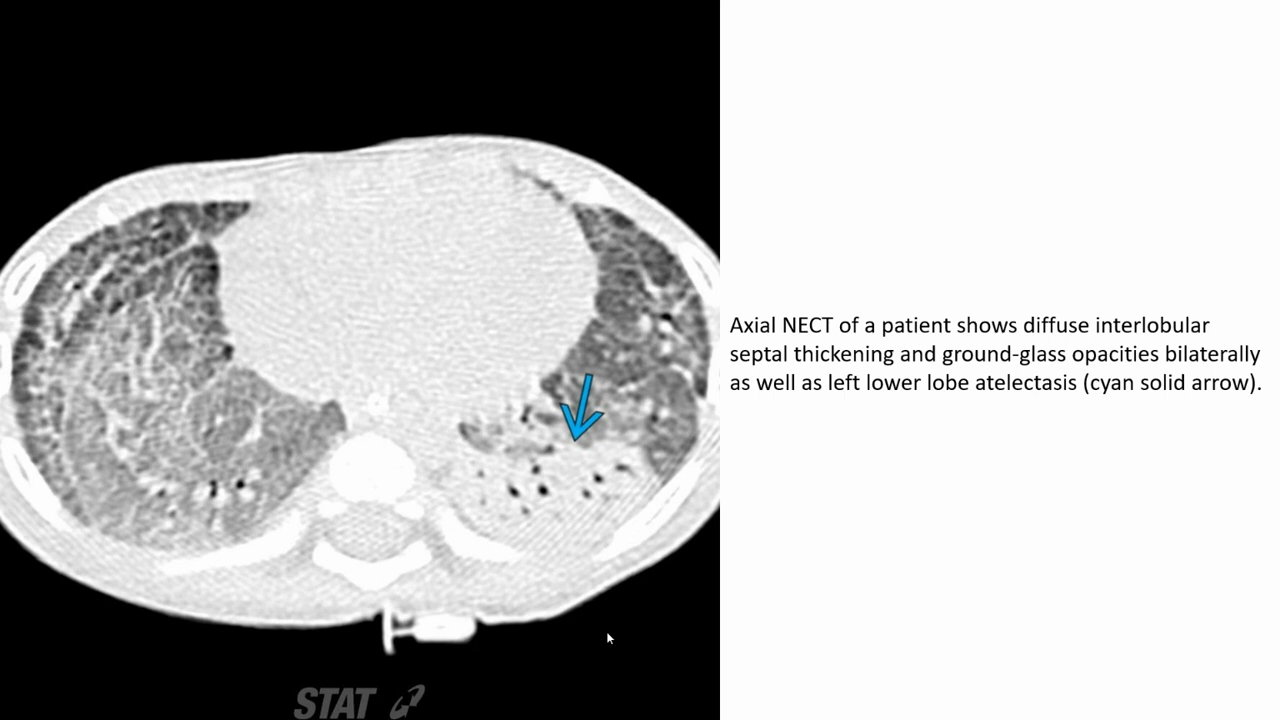 Axial NECT of a patient shows diffuse interlobular
septal thickening and ground-glass opacities bilaterally
as well as left lower lobe atelectasis (cyan solid arrow).
STAT